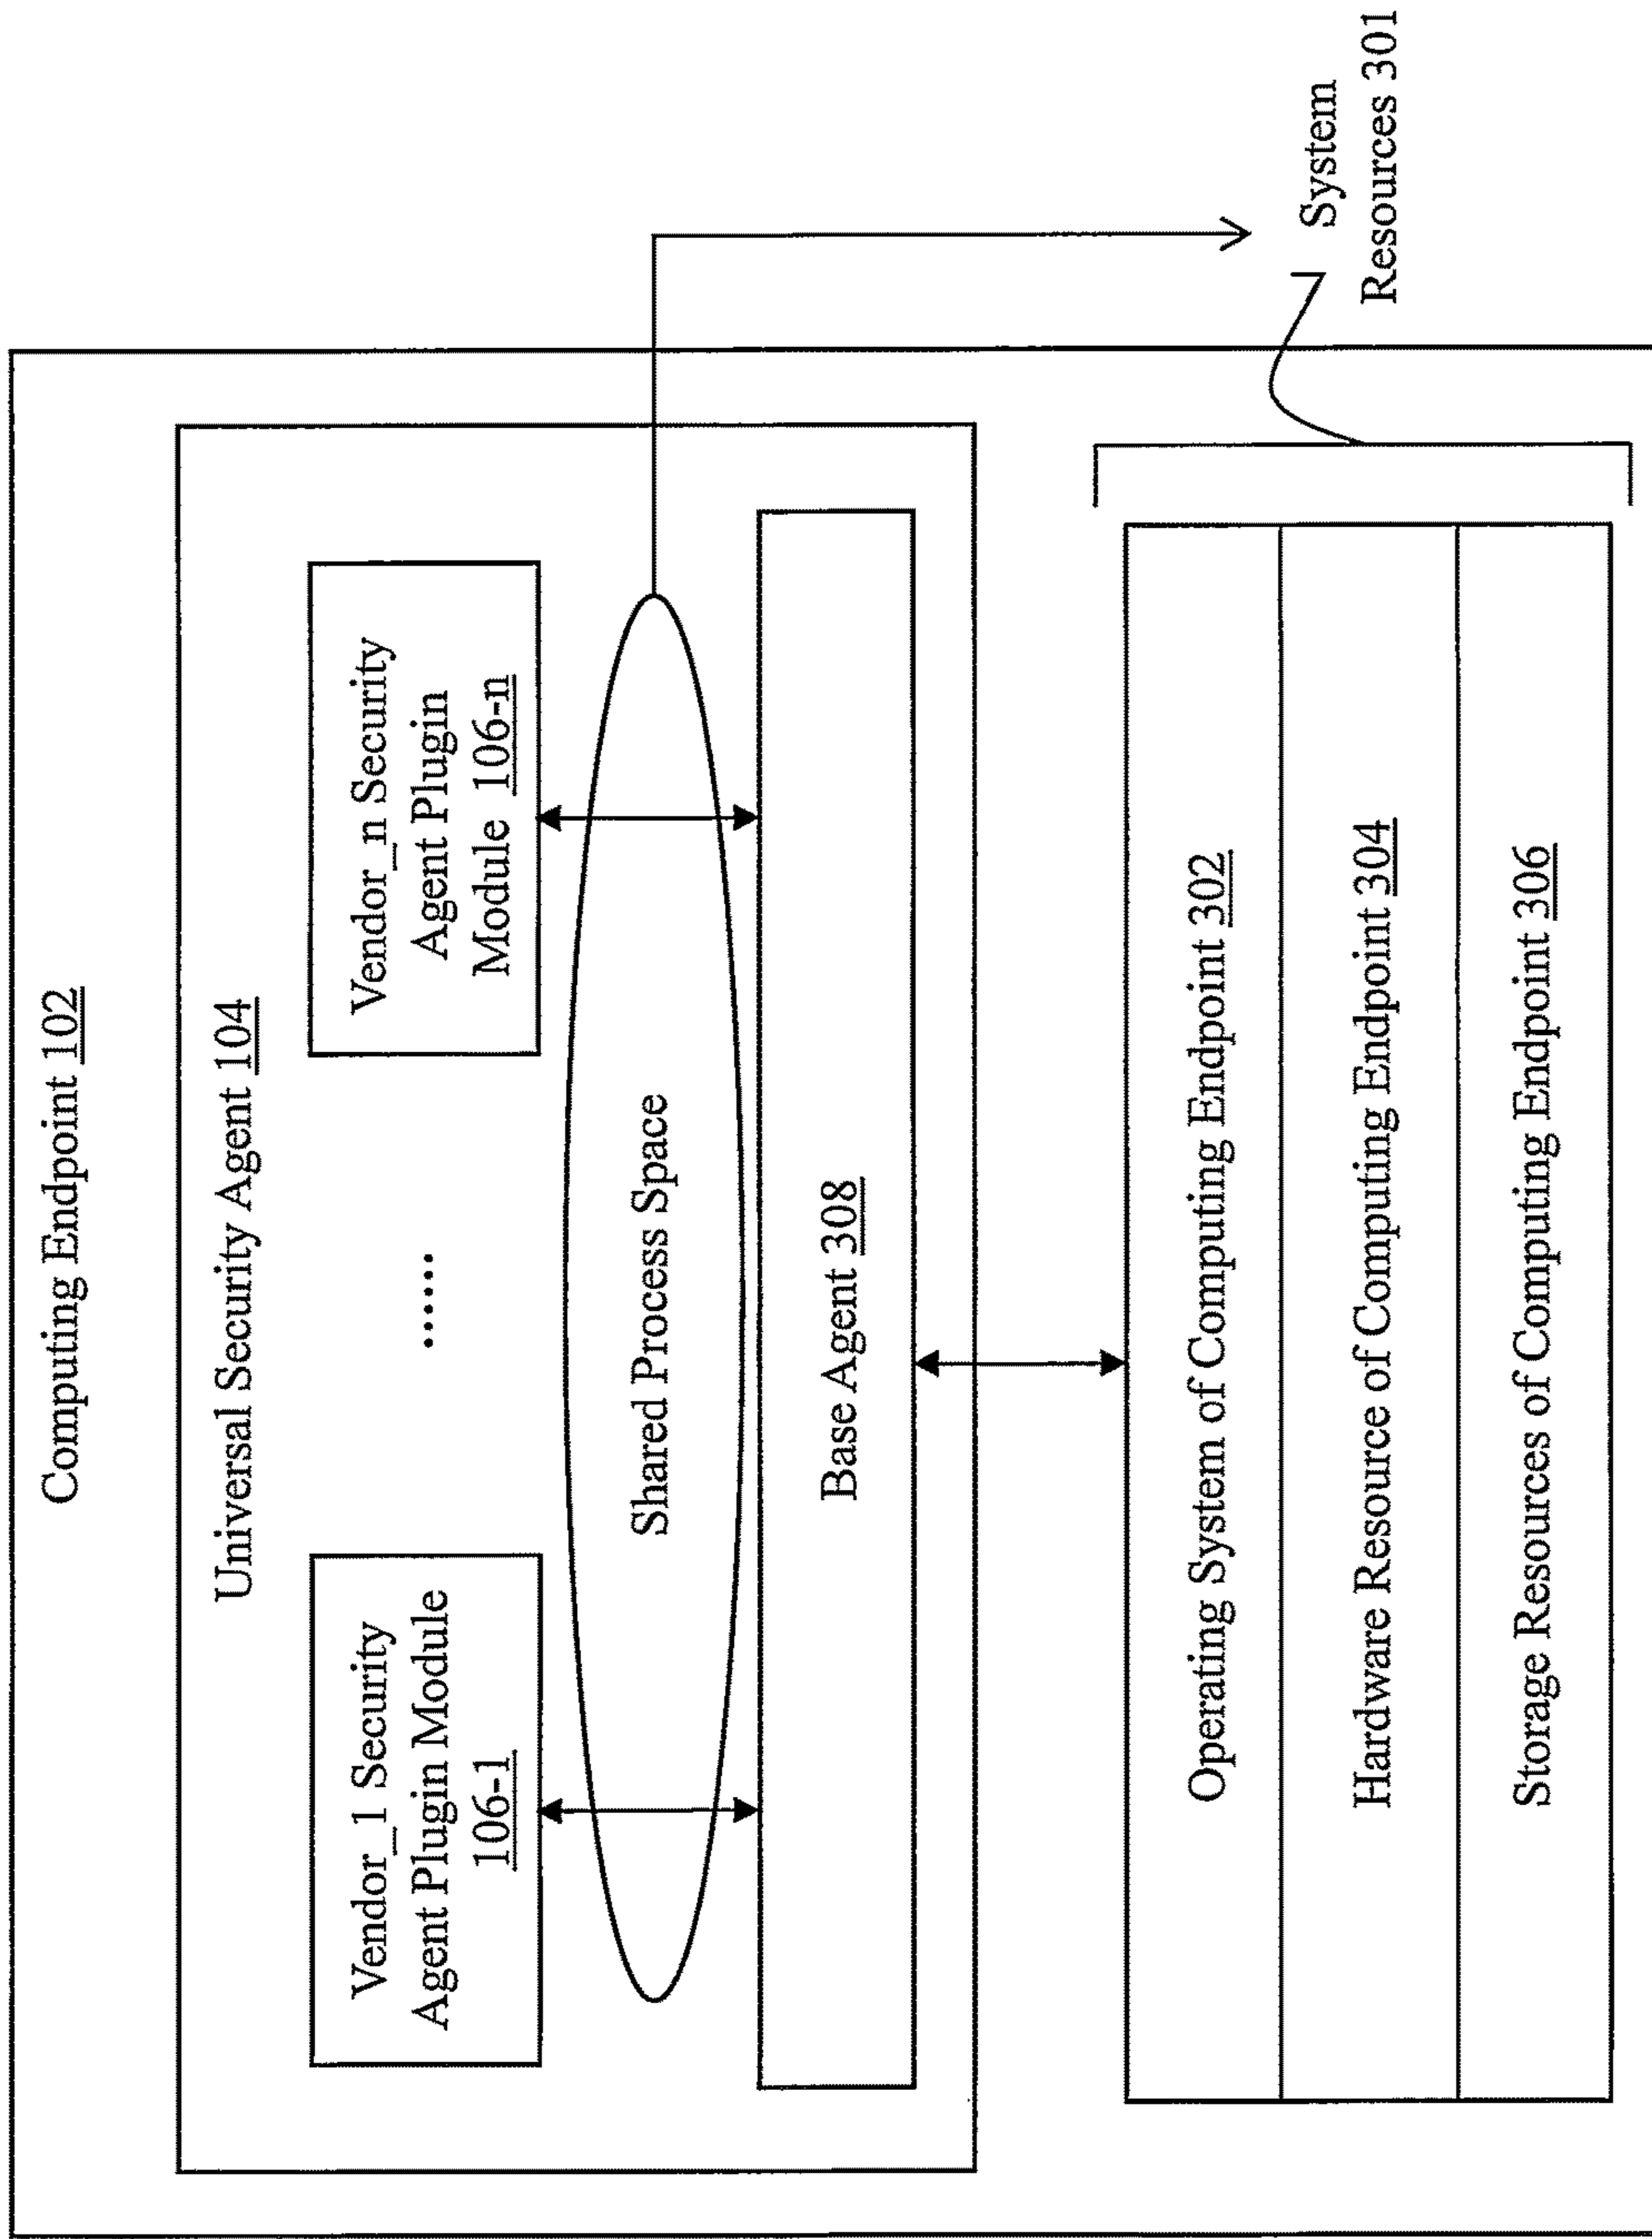 Computing Endpoint 102
Universal Security Agent 104
Vendor_1 Security
Agent Plugin Module
106-1
......
Vendor_n Security
Agent Plugin
Module 106-n
Shared Process Space
Base Agent 308
Operating System of Computing Endpoint 302
Hardware Resource of Computing Endpoint 304
Storage Resources of Computing Endpoint 306
System
Resources 301